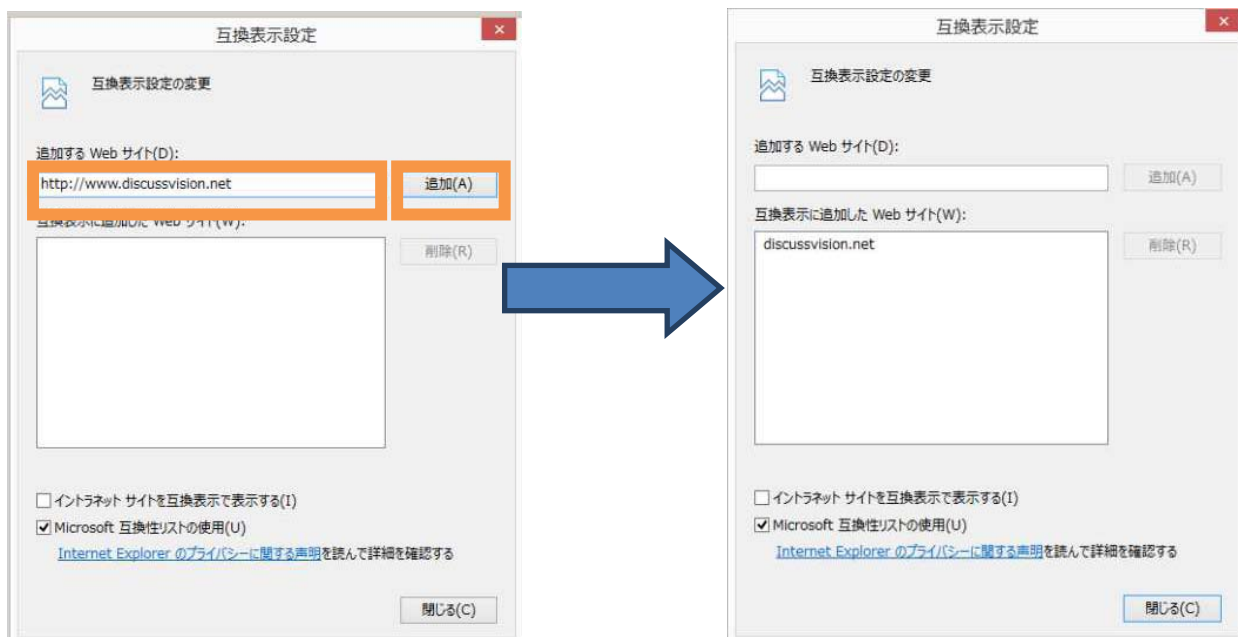 互換表示設定
互換表示設定の変更
追加する Web サイト(D):
http://www.discussvision.net
追加(A)
互換表示に追加した Web サイト(W):
削除(R)
イントラネット サイトを互換表示で表示する(I)
Microsoft 互換性リストの使用(U)
Internet Explorer のプライバシーに関する声明を読んで詳細を確認する
閉じる(C)
互換表示設定
互換表示設定の変更
追加する Web サイト(D):
追加(A)
互換表示に追加した Web サイト(W):
discussvision.net
削除(R)
イントラネット サイトを互換表示で表示する(I)
Microsoft 互換性リストの使用(U)
Internet Explorer のプライバシーに関する声明を読んで詳細を確認する
閉じる(C)